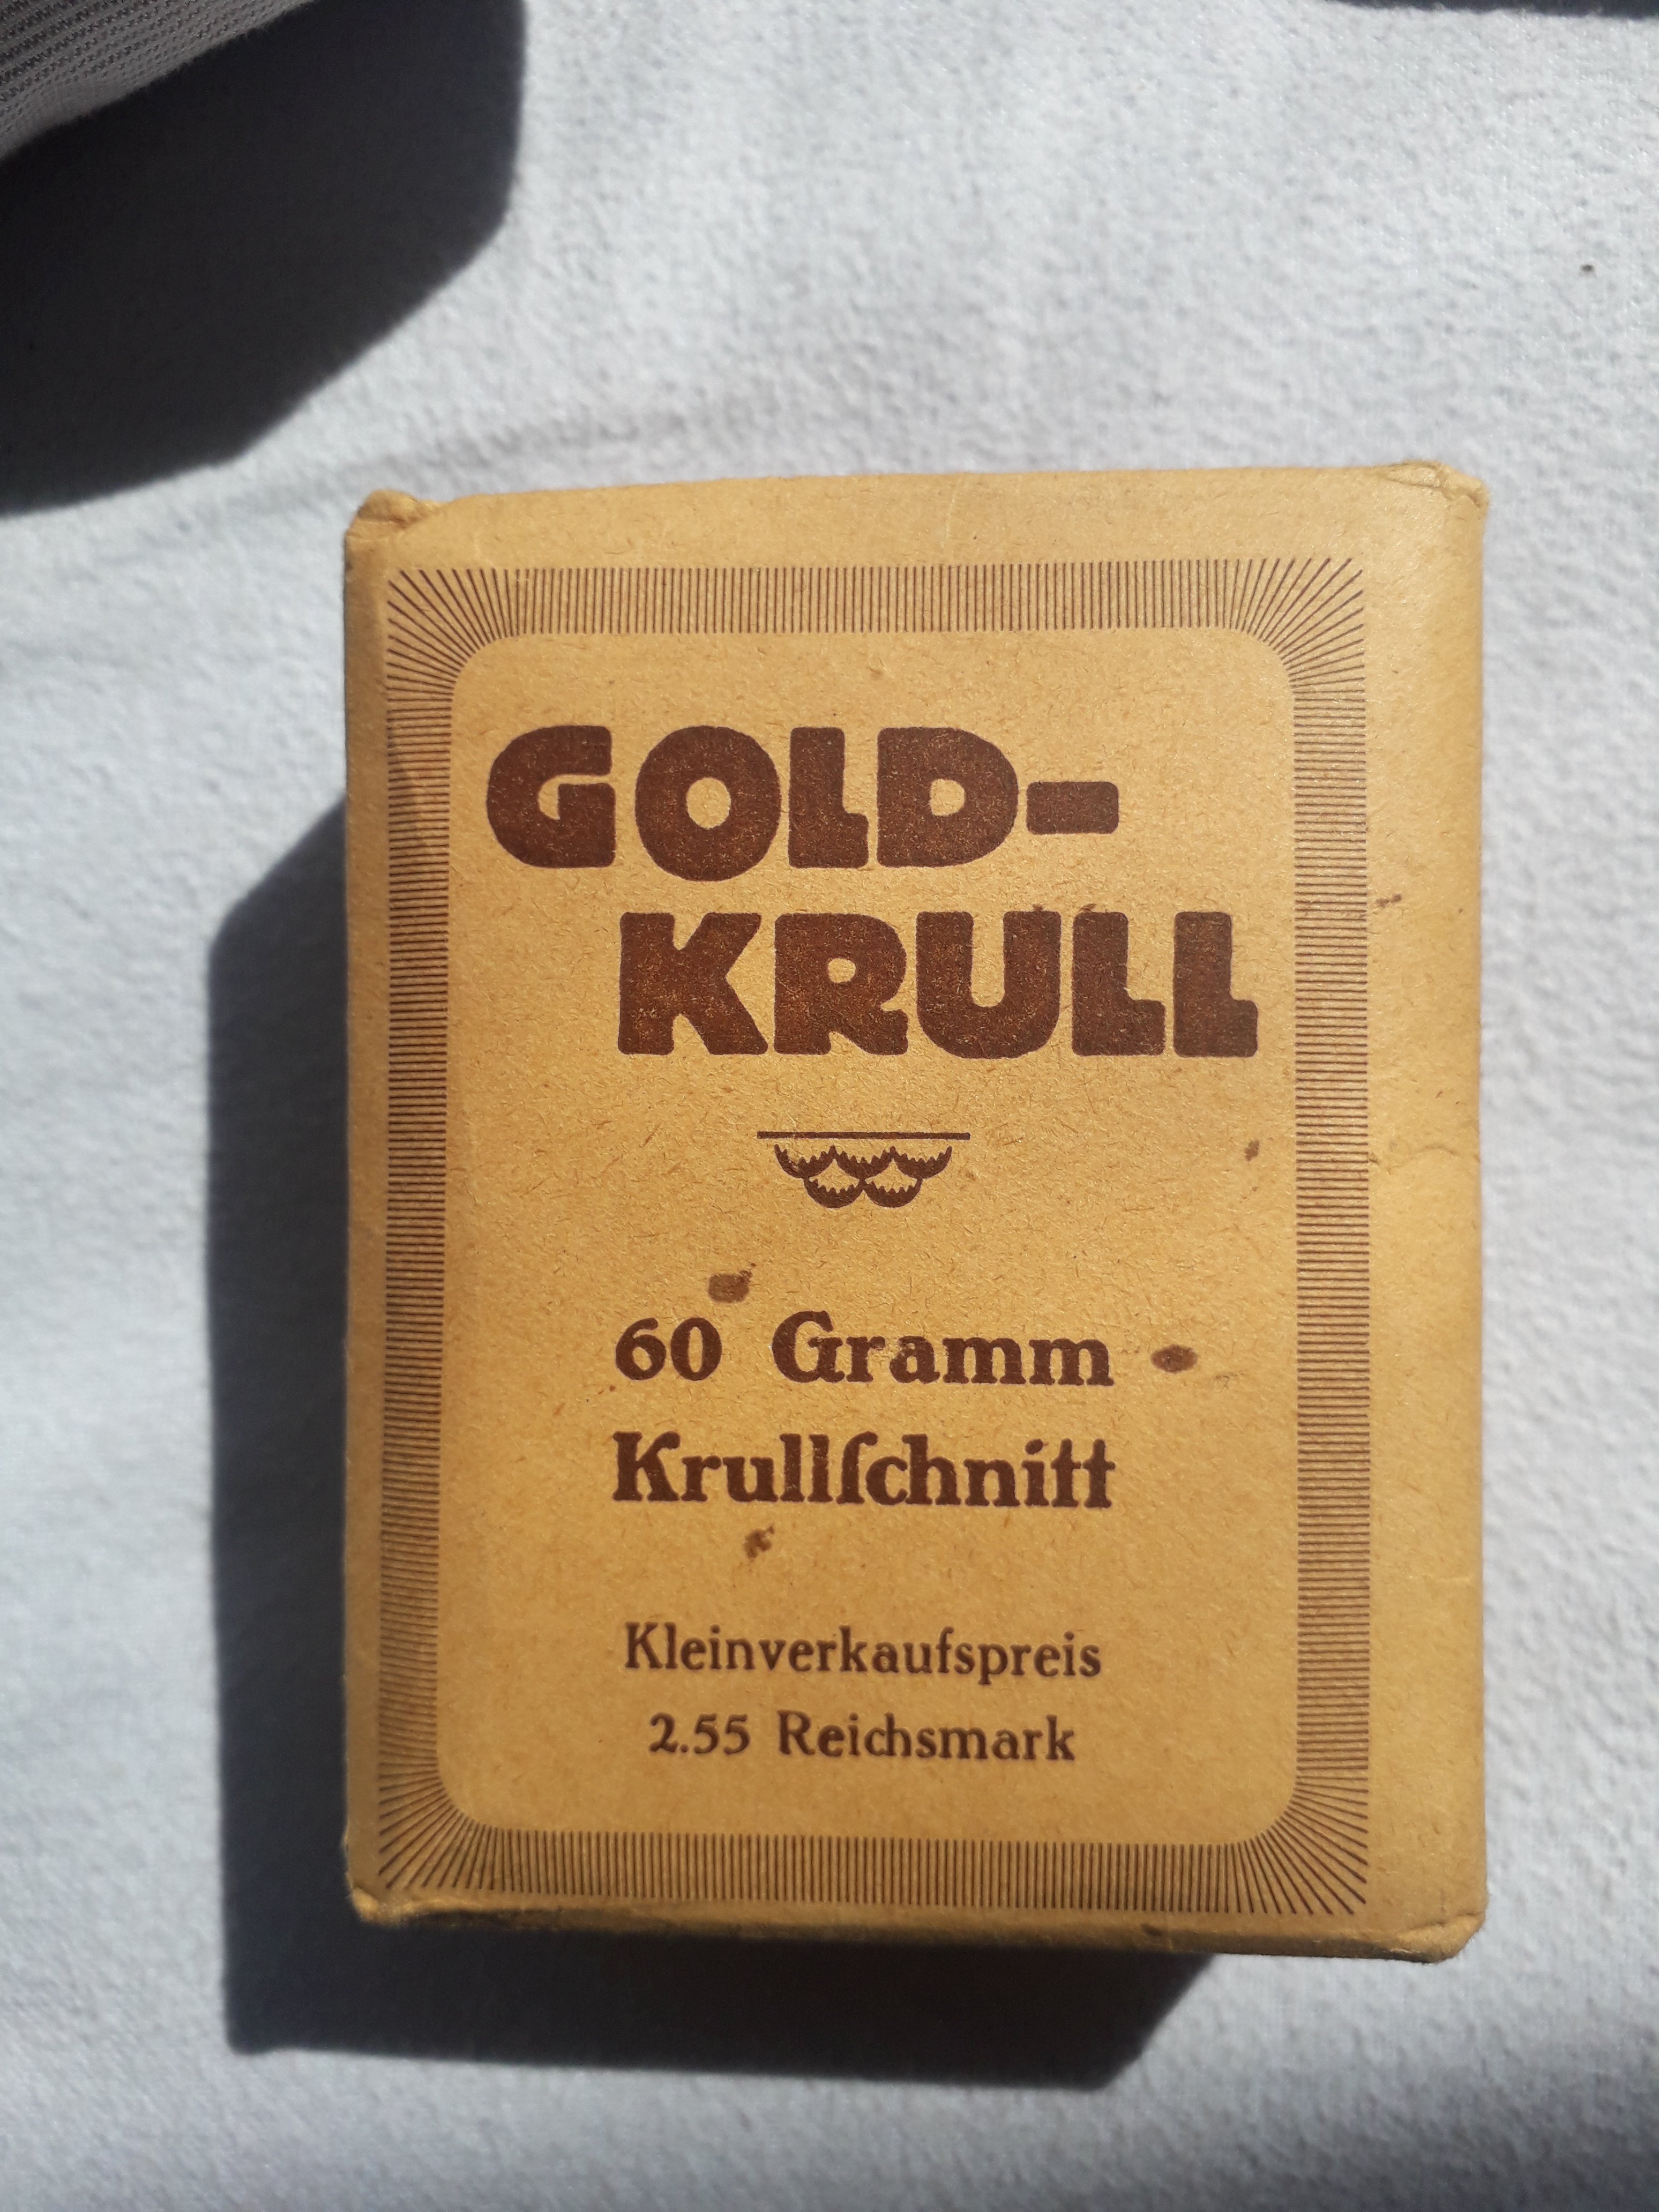 GOLD-
KRULL
60 Gramm
Krullſchnitt
Kleinverkaufspreis
2.55 Reichsmark